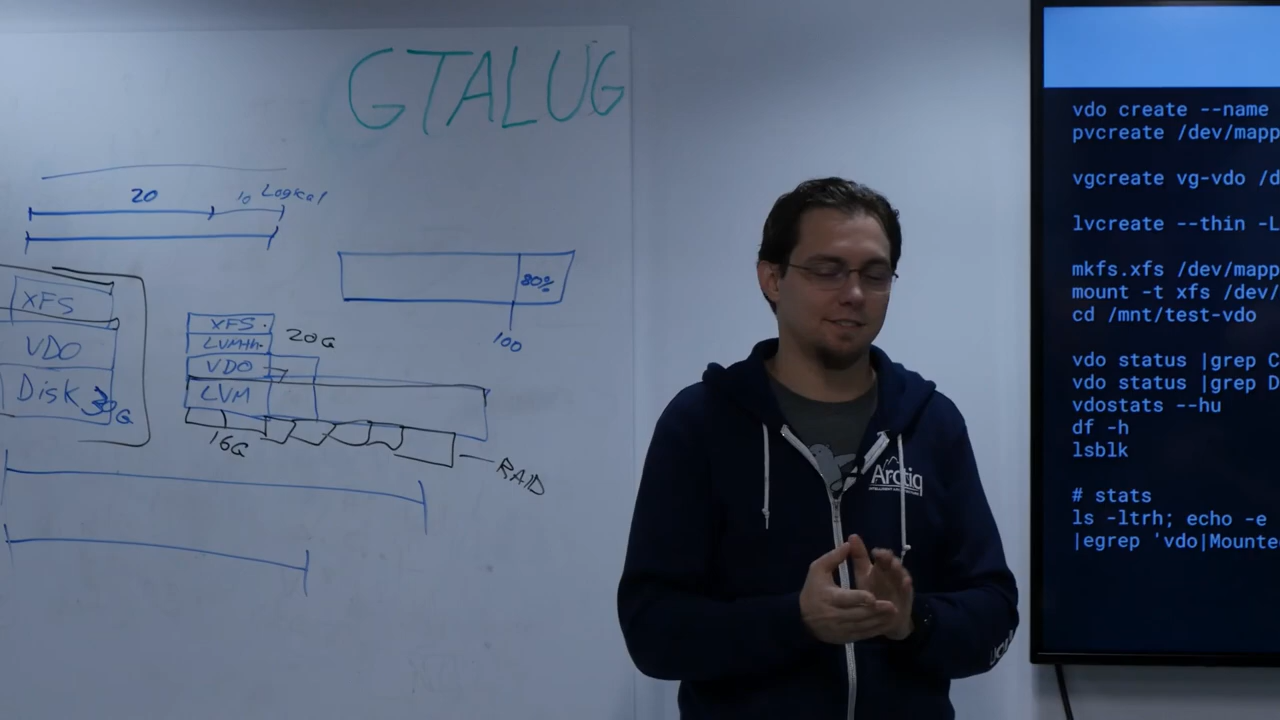 GTALUG
20
10 Logical
XFS
VDO
Disk 30G
80%
100
XFS
20G
VDO
LVM
16G
RAID
Arctiq
vdo create --name
pvcreate /dev/mapp
vgcreate vg-vdo /d
lvcreate --thin -L
mkfs.xfs /dev/mapp
mount -t xfs /dev/
cd /mnt/test-vdo
vdo status |grep C
vdo status |grep D
vdostats --hu
df -h
lsblk
# stats
ls -ltrh; echo -e
|egrep 'vdo|Mounte